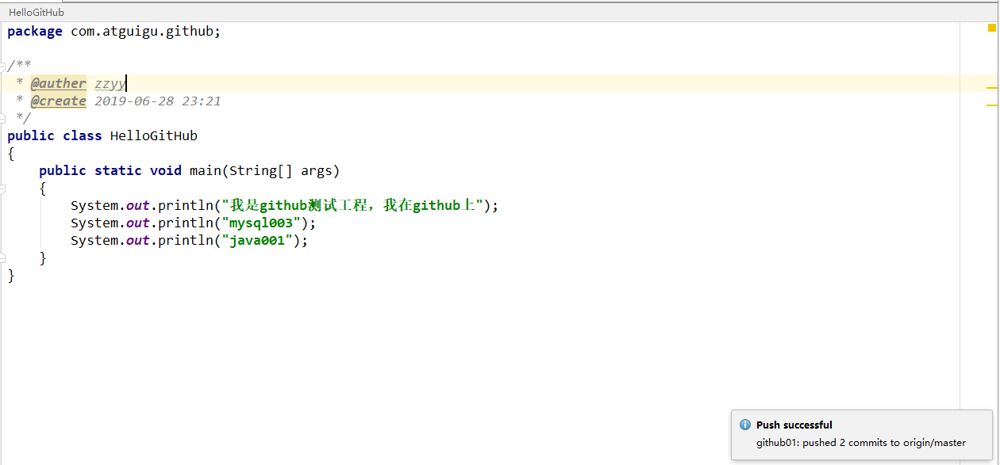 HelloGitHub
package com.atguigu.github;
/**
 * @auther zzyy
 * @create 2019-06-28 23:21
 */
public class HelloGitHub
{
    public static void main(String[] args)
    {
        System.out.println("我是github测试工程，我在github上");
        System.out.println("mysql003");
        System.out.println("java001");
    }
}
Push successful
github01: pushed 2 commits to origin/master